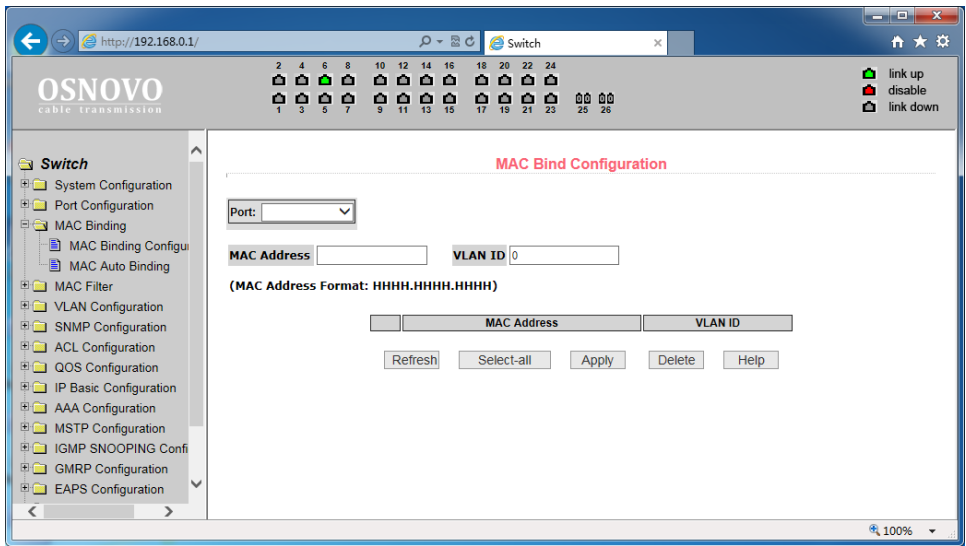 http://192.168.0.1/
Switch
OSNOVO
cable transmission
2 4 6 8 10 12 14 16 18 20 22 24
1 3 5 7 9 11 13 15 17 19 21 23 25 26
link up
disable
link down
Switch
System Configuration
Port Configuration
MAC Binding
MAC Binding Configu
MAC Auto Binding
MAC Filter
VLAN Configuration
SNMP Configuration
ACL Configuration
QOS Configuration
IP Basic Configuration
AAA Configuration
MSTP Configuration
IGMP SNOOPING Confi
GMRP Configuration
EAPS Configuration
MAC Bind Configuration
Port:
MAC Address VLAN ID 0
(MAC Address Format: HHHH.HHHH.HHHH)
MAC Address VLAN ID
Refresh Select-all Apply Delete Help
100%